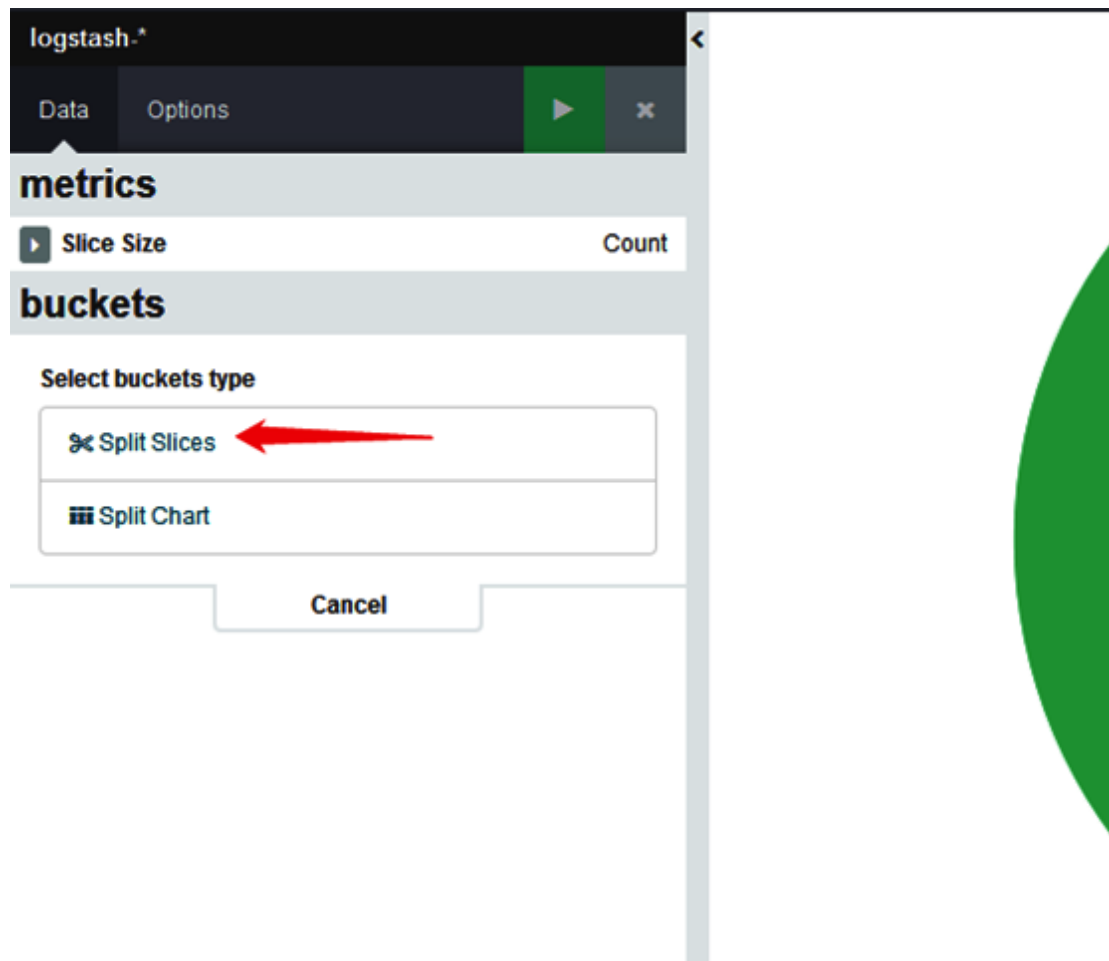 logstash-*
Data Options
metrics
Slice Size Count
buckets
Select buckets type
Split Slices
Split Chart
Cancel